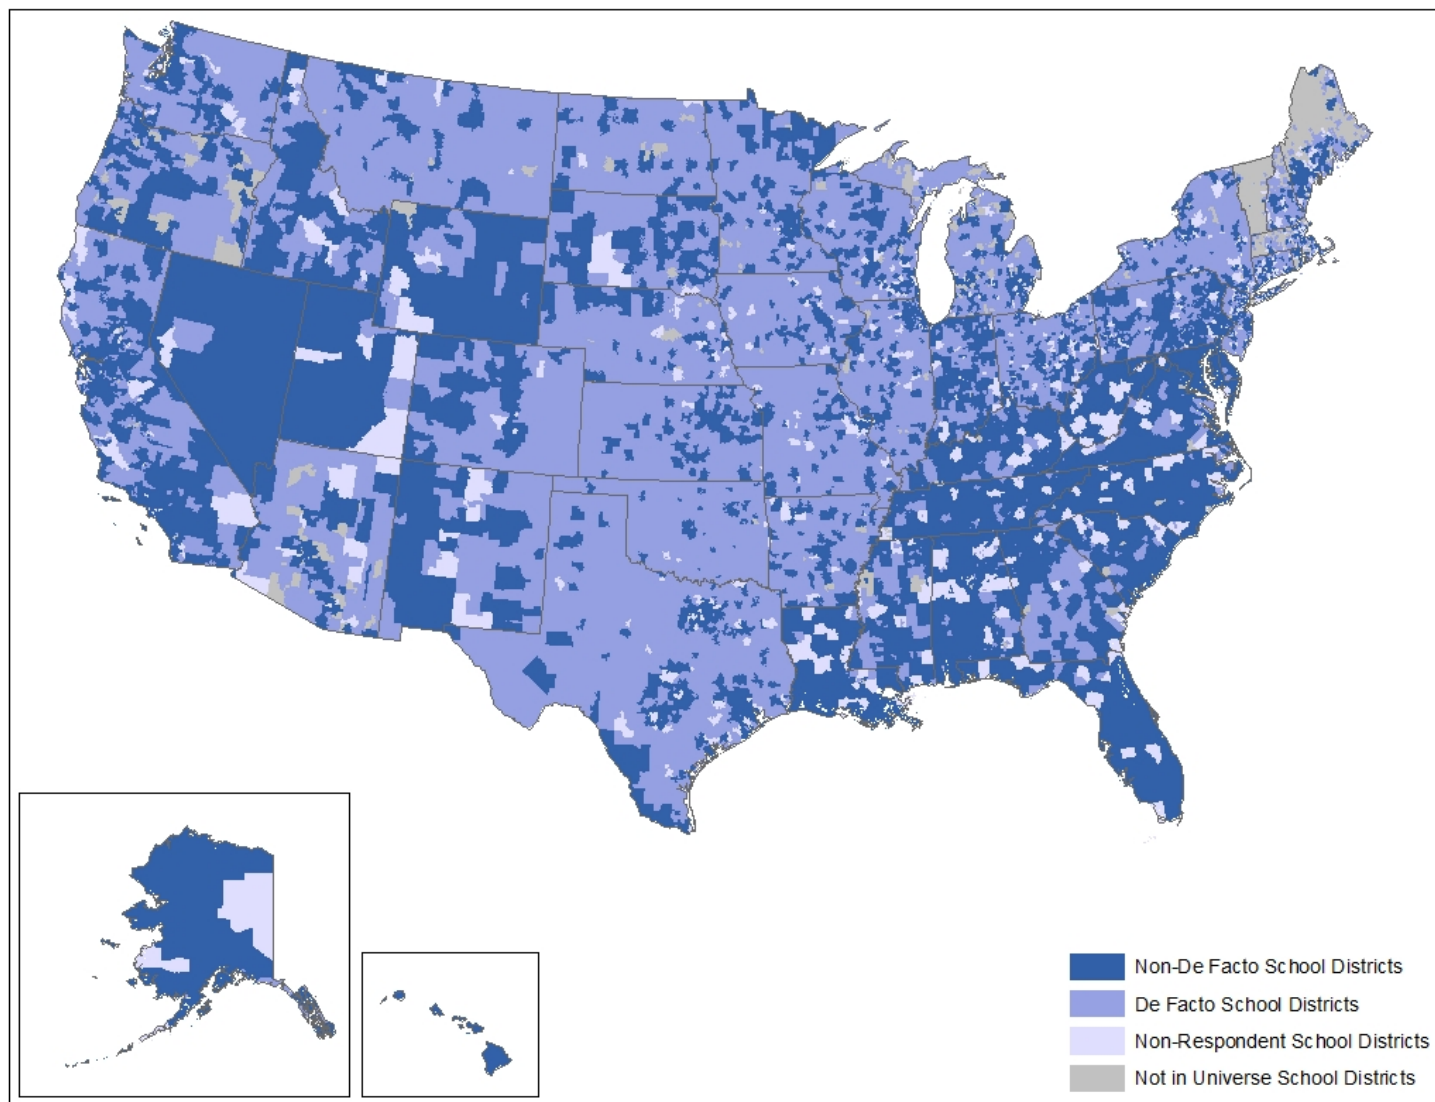 Non-De Facto School Districts
De Facto School Districts
Non-Respondent School Districts
Not in Universe School Districts